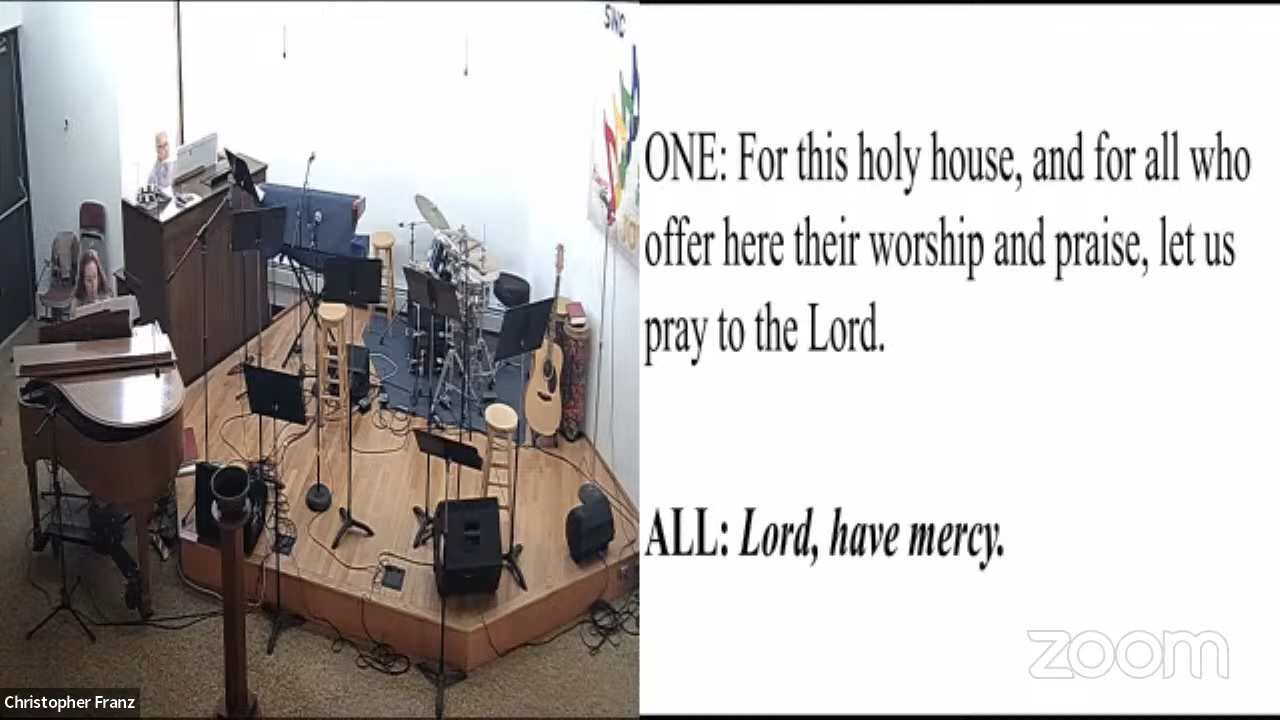 SWC
ONE: For this holy house, and for all who
offer here their worship and praise, let us
pray to the Lord.
ALL: Lord, have mercy.
zoom
Christopher Franz